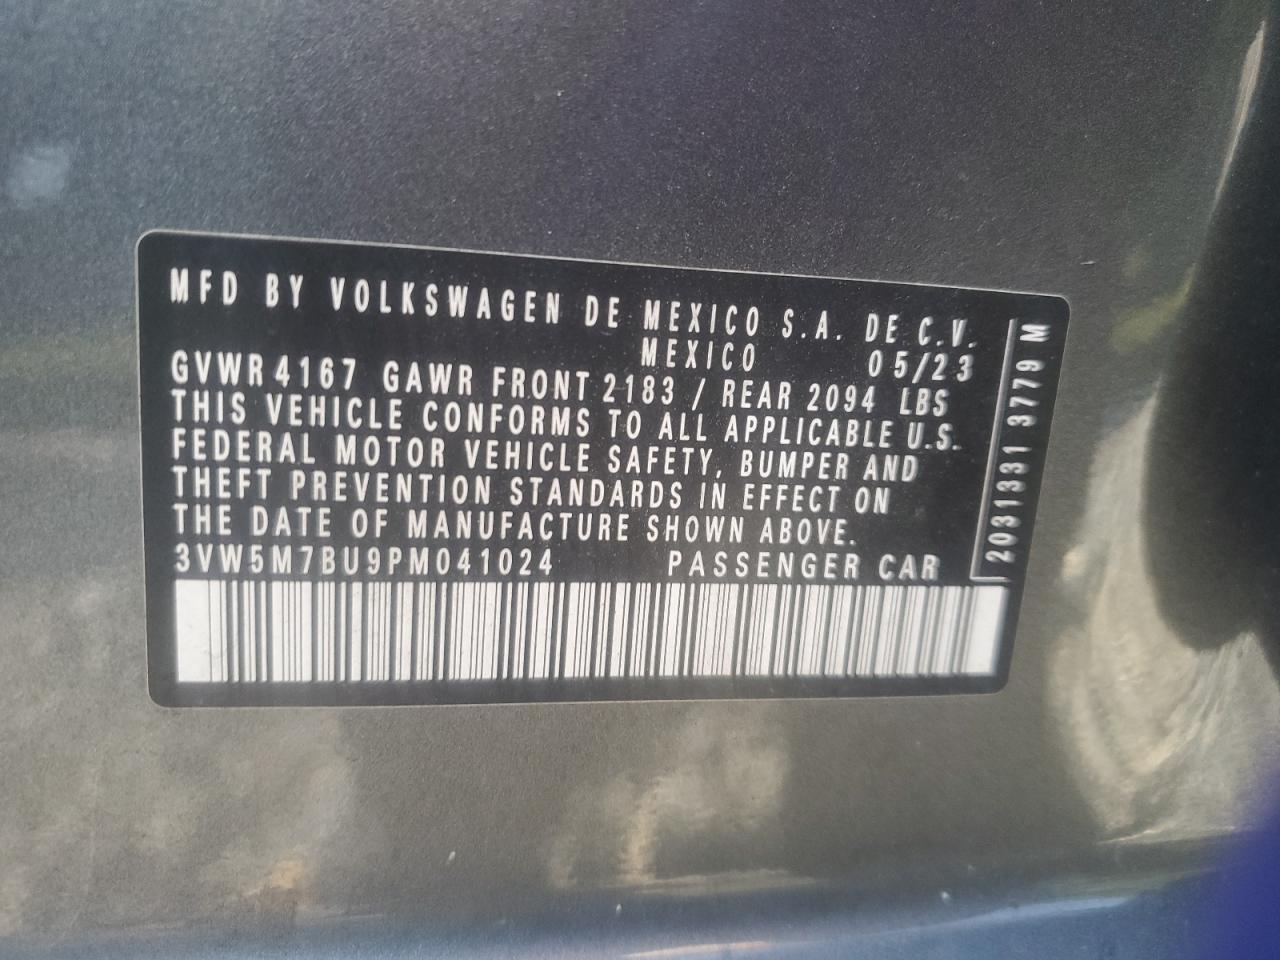 MFD BY VOLKSWAGEN DE MEXICO S.A. DE C.V.
MEXICO 05/23
GVWR 4167 GAWR FRONT 2183 / REAR 2094 LBS
THIS VEHICLE CONFORMS TO ALL APPLICABLE U.S.
FEDERAL MOTOR VEHICLE SAFETY, BUMPER AND
THEFT PREVENTION STANDARDS IN EFFECT ON
THE DATE OF MANUFACTURE SHOWN ABOVE.
3VW5M7BU9PM041024 PASSENGER CAR
2031331 3779 M